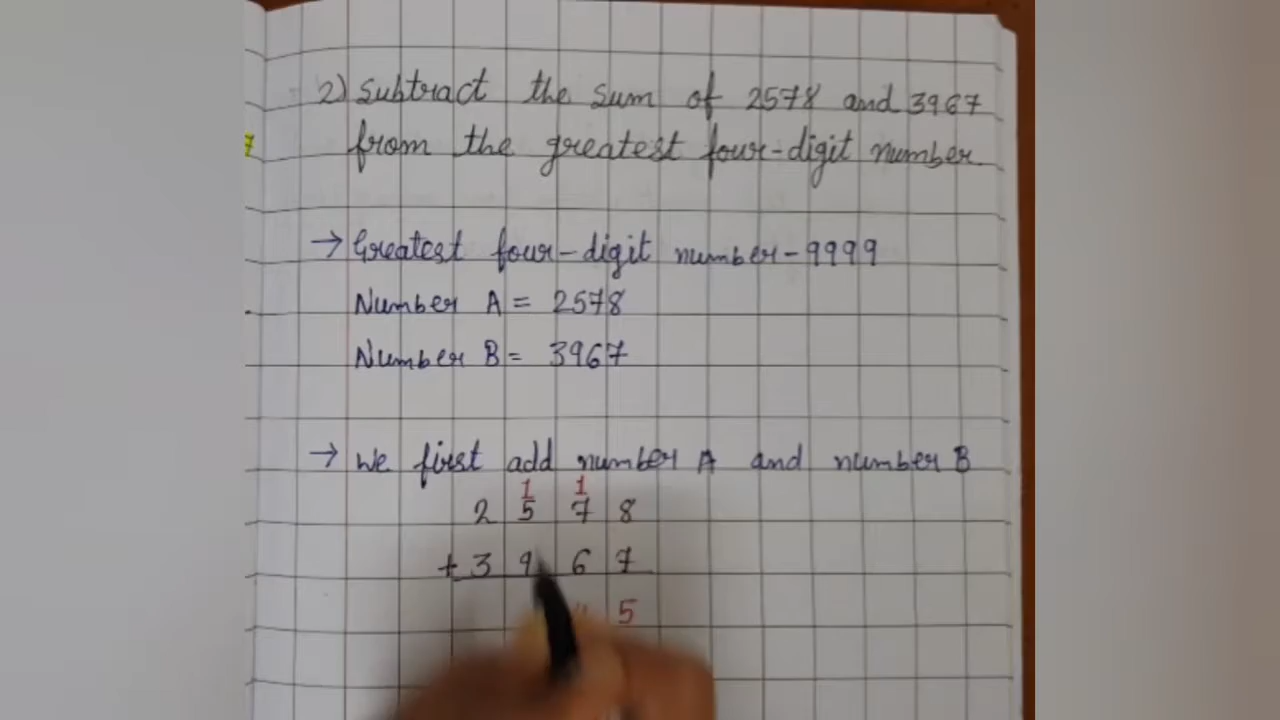 2) Subtract the sum of 2578 and 3967
from the greatest four-digit number
7
→ Greatest four-digit number - 9999
Number A = 2578
Number B = 3967
→ We first add number A and number B
1 1
2 5 7 8
+ 3 9 6 7
5